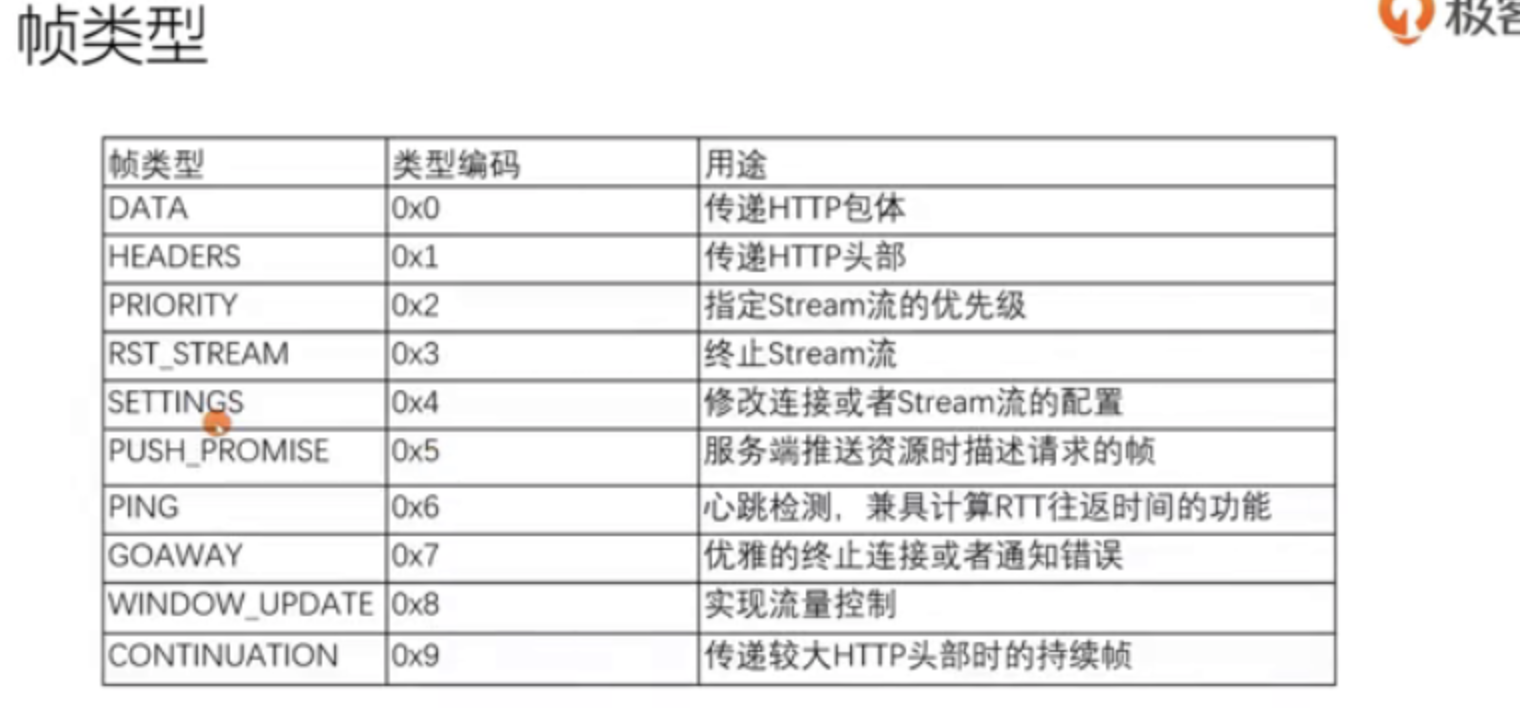 帧类型
极客
帧类型 类型编码 用途
DATA 0x0 传递HTTP包体
HEADERS 0x1 传递HTTP头部
PRIORITY 0x2 指定Stream流的优先级
RST_STREAM 0x3 终止Stream流
SETTINGS 0x4 修改连接或者Stream流的配置
PUSH_PROMISE 0x5 服务端推送资源时描述请求的帧
PING 0x6 心跳检测，兼具计算RTT往返时间的功能
GOAWAY 0x7 优雅的终止连接或者通知错误
WINDOW_UPDATE 0x8 实现流量控制
CONTINUATION 0x9 传递较大HTTP头部时的持续帧